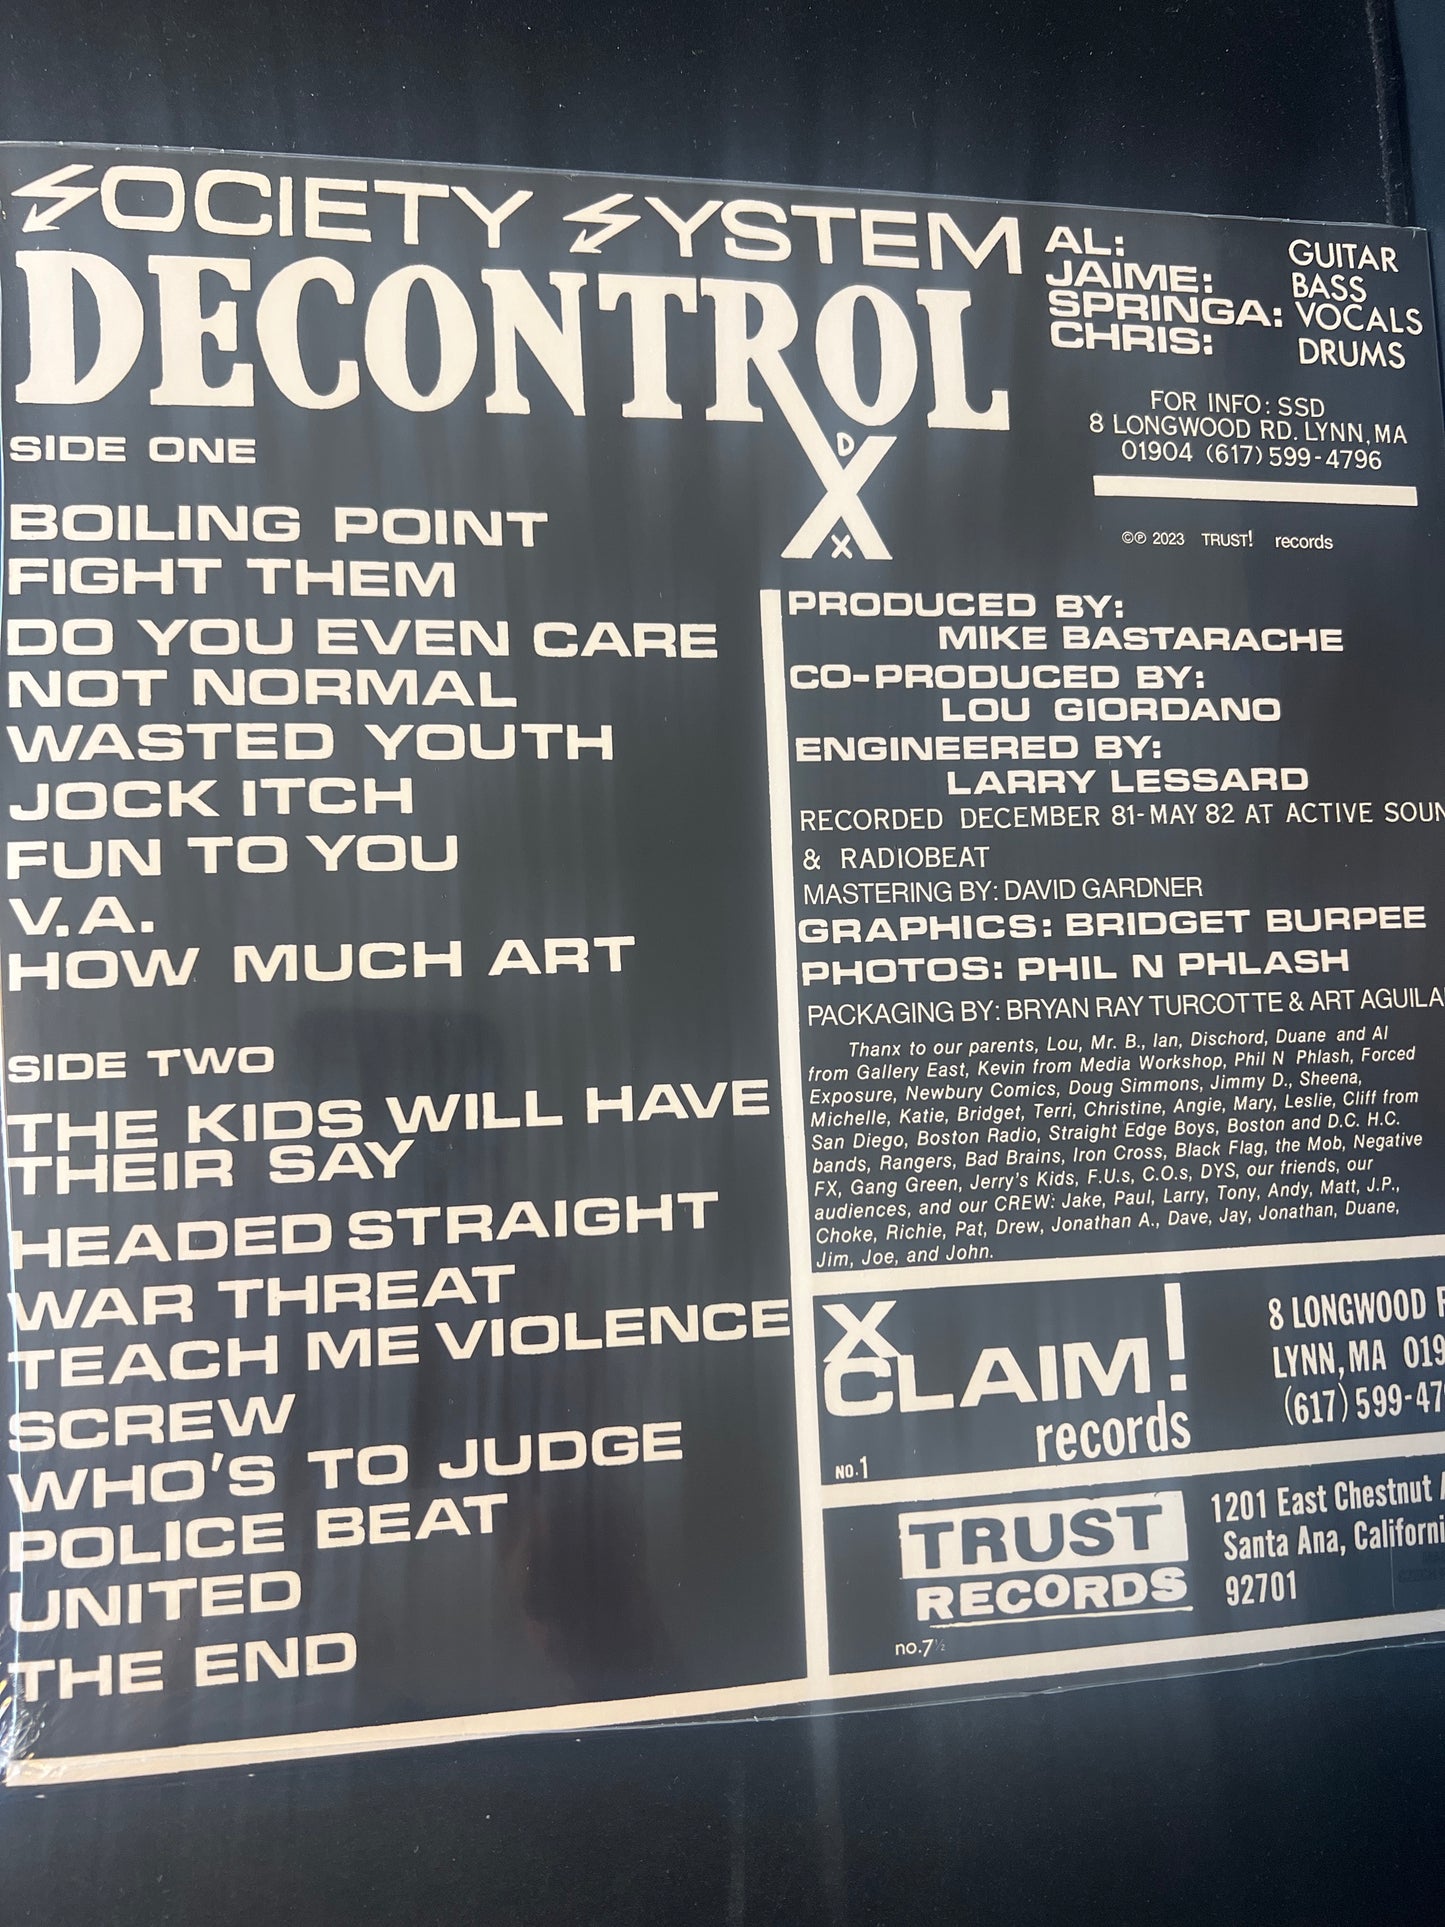 SOCIETY SYSTEM
DECONTROL
D
X
X
SIDE ONE
BOILING POINT
FIGHT THEM
DO YOU EVEN CARE
NOT NORMAL
WASTED YOUTH
JOCK ITCH
FUN TO YOU
V.A.
HOW MUCH ART
SIDE TWO
THE KIDS WILL HAVE
THEIR SAY
HEADED STRAIGHT
WAR THREAT
TEACH ME VIOLENCE
SCREW
WHO'S TO JUDGE
POLICE BEAT
UNITED
THE END
AL: GUITAR
JAIME: BASS
SPRINGA: VOCALS
CHRIS: DRUMS
FOR INFO: SSD
8 LONGWOOD RD. LYNN, MA
01904 (617) 599-4796
©℗ 2023 TRUST! records
PRODUCED BY:
MIKE BASTARACHE
CO-PRODUCED BY:
LOU GIORDANO
ENGINEERED BY:
LARRY LESSARD
RECORDED DECEMBER 81-MAY 82 AT ACTIVE SOUN
& RADIOBEAT
MASTERING BY: DAVID GARDNER
GRAPHICS: BRIDGET BURPEE
PHOTOS: PHIL N PHLASH
PACKAGING BY: BRYAN RAY TURCOTTE & ART AGUILA
Thanx to our parents, Lou, Mr. B., Ian, Dischord, Duane and Al
from Gallery East, Kevin from Media Workshop, Phil N Phlash, Forced
Exposure, Newbury Comics, Doug Simmons, Jimmy D., Sheena,
Michelle, Katie, Bridget, Terri, Christine, Angie, Mary, Leslie, Cliff from
San Diego, Boston Radio, Straight Edge Boys, Boston and D.C. H.C.
bands, Rangers, Bad Brains, Iron Cross, Black Flag, the Mob, Negative
FX, Gang Green, Jerry's Kids, F.U.s, C.O.s, DYS, our friends, our
audiences, and our CREW: Jake, Paul, Larry, Tony, Andy, Matt, J.P.,
Choke, Richie, Pat, Drew, Jonathan A., Dave, Jay, Jonathan, Duane,
Jim, Joe, and John.
X CLAIM!
records
NO. 1
8 LONGWOOD R
LYNN, MA 019
(617) 599-47
TRUST
RECORDS
no. 7 ½
1201 East Chestnut A
Santa Ana, Californi
92701